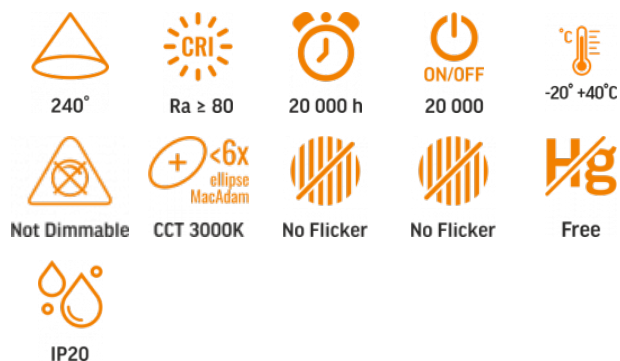 CRI
°C
ON/OFF
240°
Ra ≥ 80
20 000 h
20 000
-20° +40°C
<6x
ellipse
MacAdam
Hg
Not Dimmable
CCT 3000K
No Flicker
No Flicker
Free
IP20